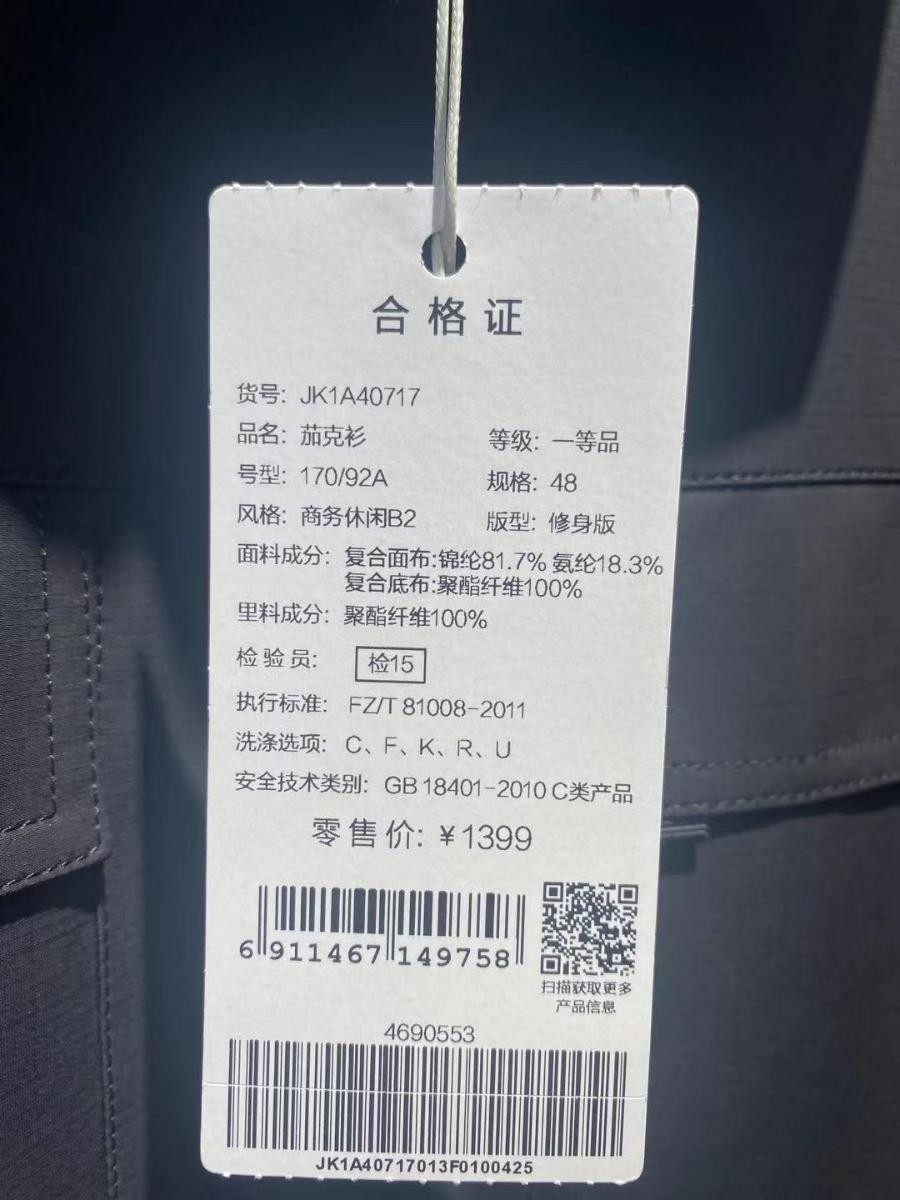 合格证
货号: JK1A40717
品名: 茄克衫 等级: 一等品
号型: 170/92A 规格: 48
风格: 商务休闲B2 版型: 修身版
面料成分: 复合面布:锦纶81.7% 氨纶18.3%
复合底布:聚酯纤维100%
里料成分: 聚酯纤维100%
检验员: 检15
执行标准: FZ/T 81008-2011
洗涤选项: C、F、K、R、U
安全技术类别: GB 18401-2010 C类产品
零售价: ¥1399
6 911467 149758
扫描获取更多
产品信息
4690553
JK1A40717013F0100425